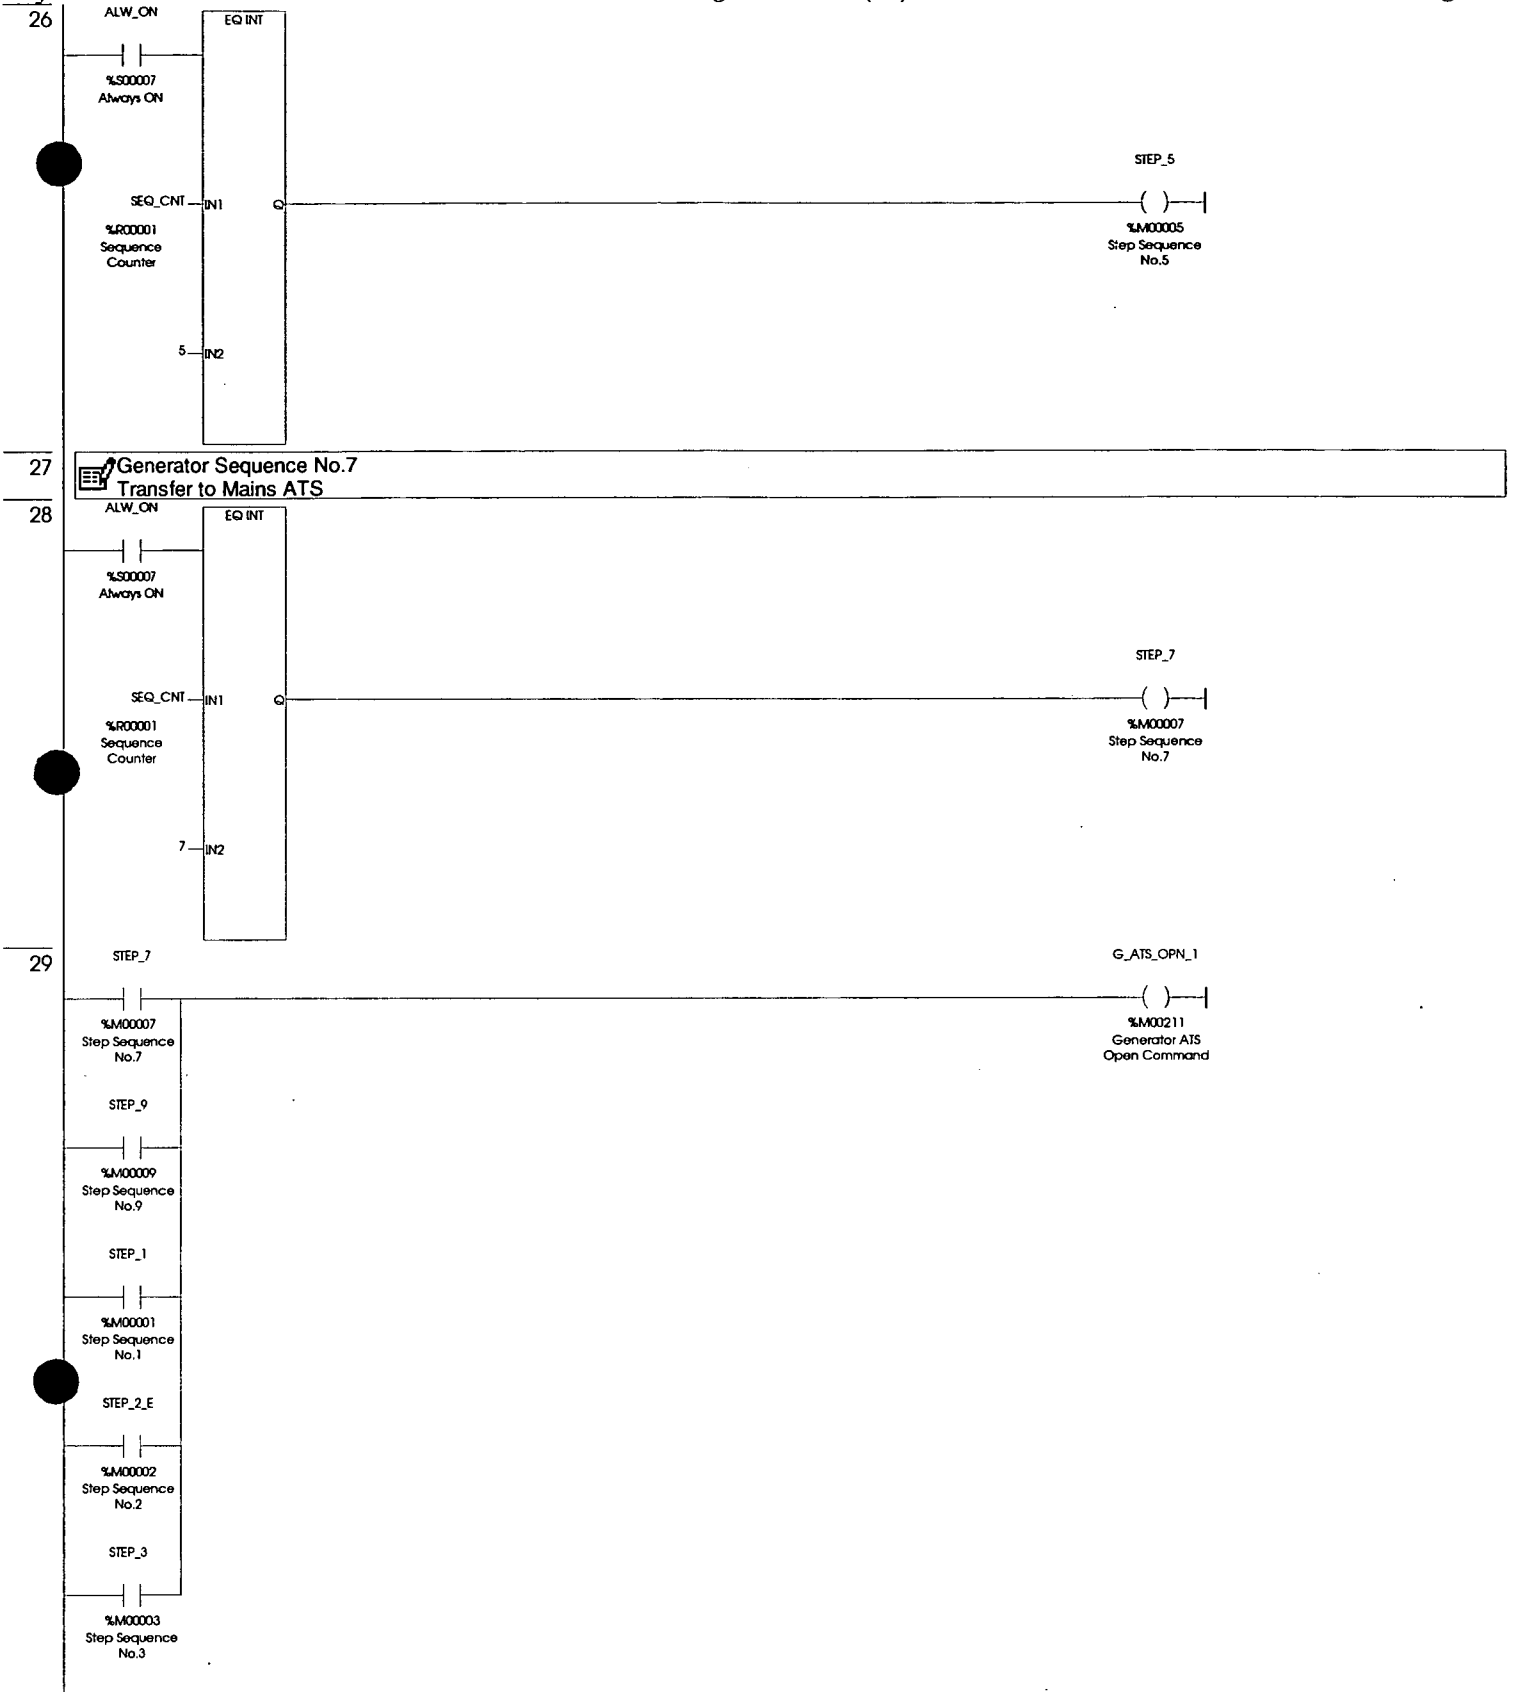 26
ALW_ON
EQ INT
%S00007
Always ON
STEP_5
SEQ_CNT
IN1
Q
%R00001
Sequence
Counter
%M00005
Step Sequence
No.5
5
IN2
27
Generator Sequence No.7
Transfer to Mains ATS
28
ALW_ON
EQ INT
%S00007
Always ON
STEP_7
SEQ_CNT
IN1
Q
%R00001
Sequence
Counter
%M00007
Step Sequence
No.7
7
IN2
29
STEP_7
G_ATS_OPN_1
%M00007
Step Sequence
No.7
%M00211
Generator ATS
Open Command
STEP_9
%M00009
Step Sequence
No.9
STEP_1
%M00001
Step Sequence
No.1
STEP_2_E
%M00002
Step Sequence
No.2
STEP_3
%M00003
Step Sequence
No.3